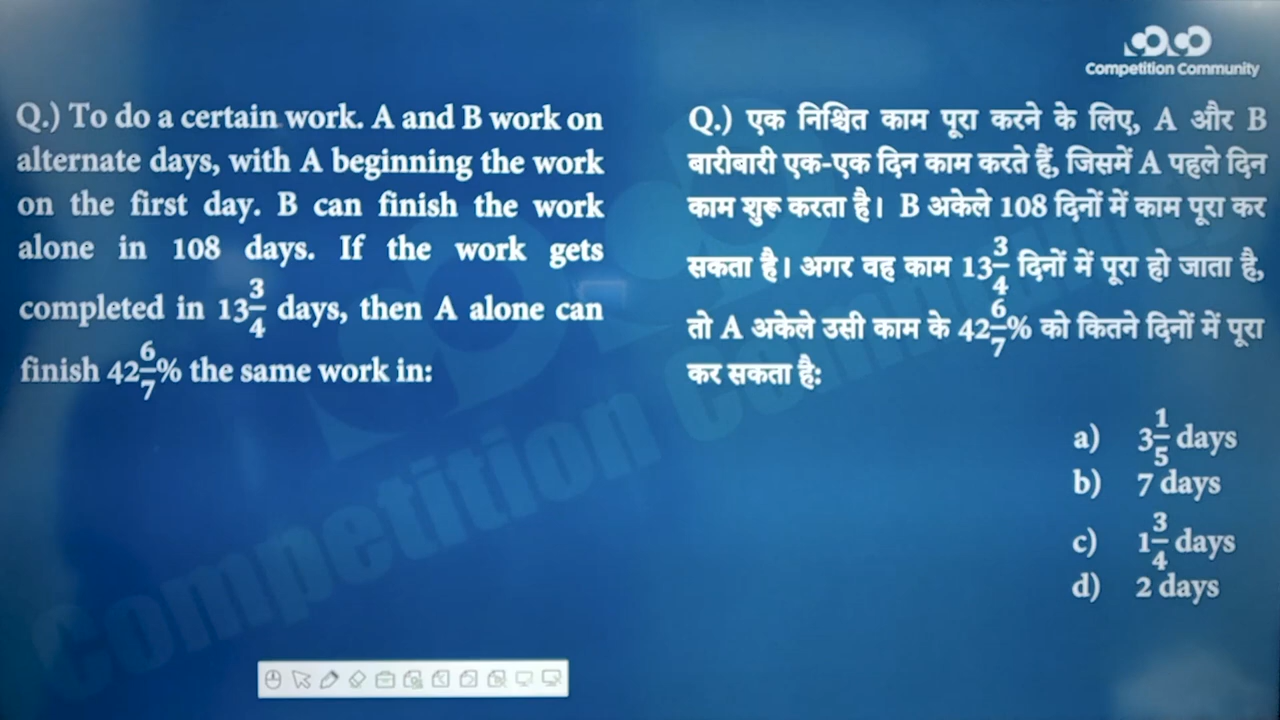 Competition Community
Q.) To do a certain work. A and B work on
alternate days, with A beginning the work
on the first day. B can finish the work
alone in 108 days. If the work gets
completed in 13 3/4 days, then A alone can
finish 42 6/7% the same work in:
Q.) एक निश्चित काम पूरा करने के लिए, A और B
बारीबारी एक-एक दिन काम करते हैं, जिसमें A पहले दिन
काम शुरू करता है। B अकेले 108 दिनों में काम पूरा कर
सकता है। अगर वह काम 13 3/4 दिनों में पूरा हो जाता है,
तो A अकेले उसी काम के 42 6/7% को कितने दिनों में पूरा
कर सकता है:
a) 3 1/5 days
b) 7 days
c) 1 3/4 days
d) 2 days
Competition Community